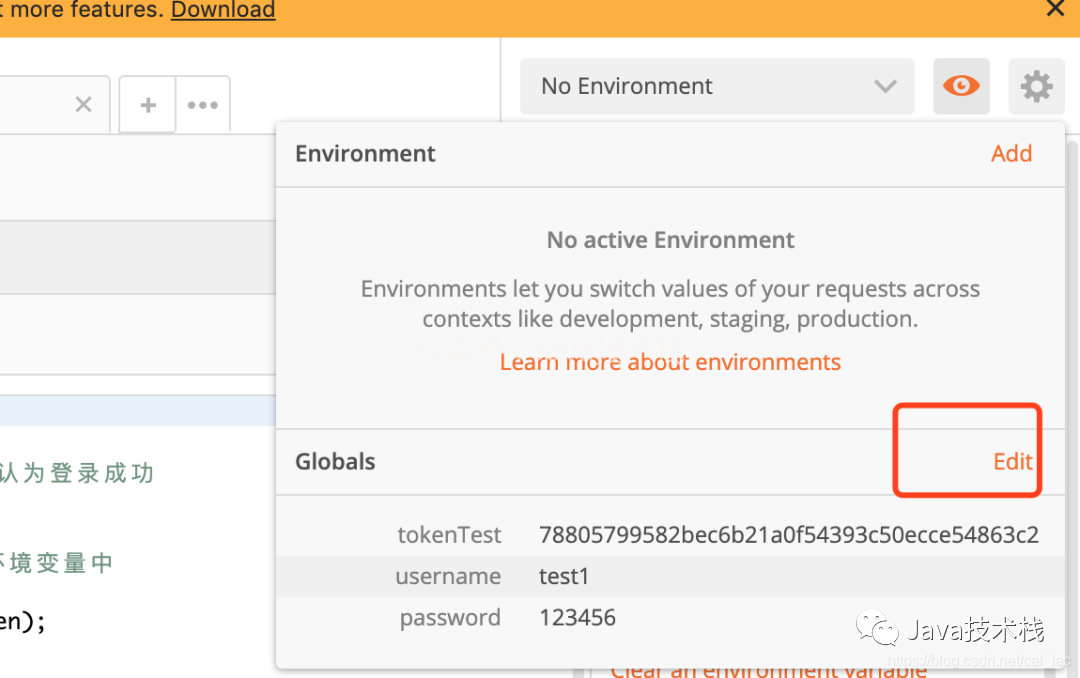 t more features. Download
No Environment
Environment
Add
No active Environment
Environments let you switch values of your requests across
contexts like development, staging, production.
Learn more about environments
Globals
Edit
认为登录成功
tokenTest 78805799582bec6b21a0f54393c50ecce54863c2
username test1
环境变量中
password 123456
en);
Java技术栈
https://blog.csdn.net/cai_iac
Clear an environment variable